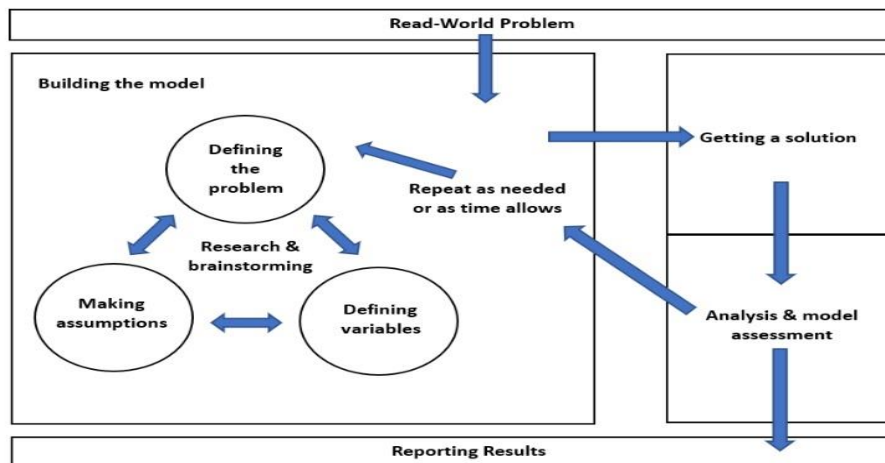 Read-World Problem
Building the model
Defining
the
problem
Getting a solution
Repeat as needed
or as time allows
Research &
brainstorming
Making
assumptions
Defining
variables
Analysis & model
assessment
Reporting Results